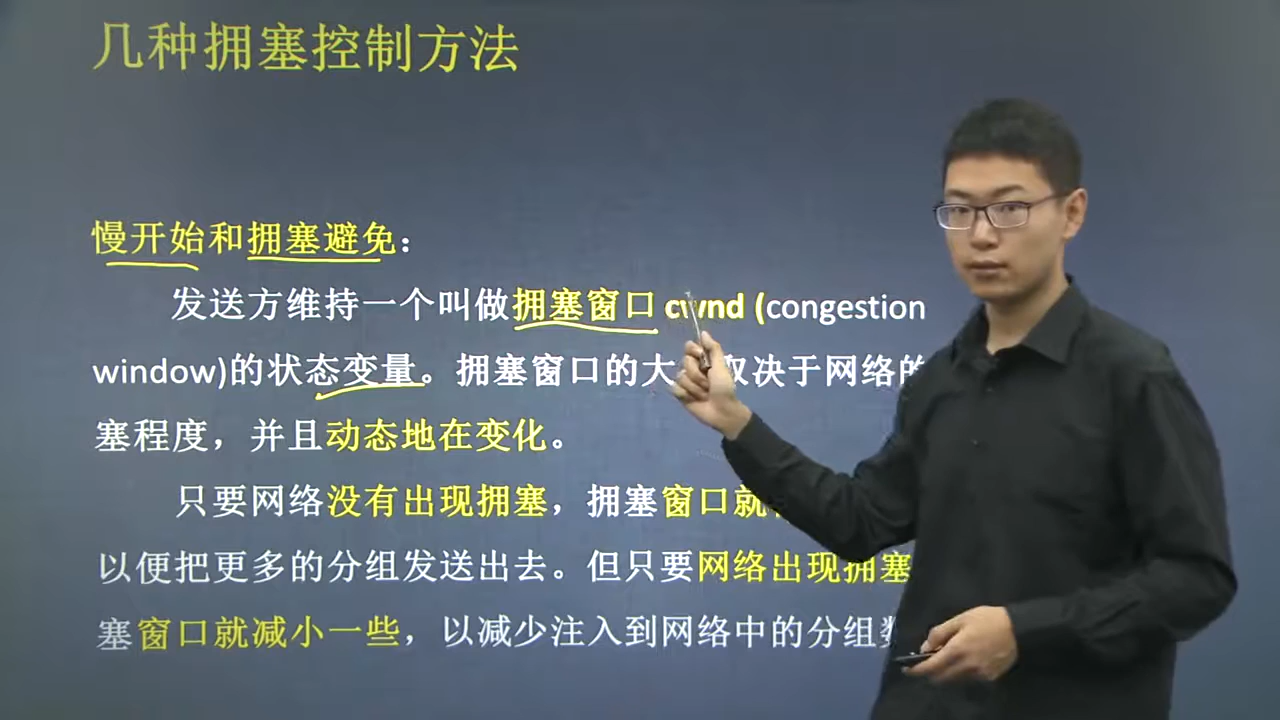 几种拥塞控制方法
慢开始和拥塞避免：
发送方维持一个叫做拥塞窗口 cwnd (congestion
window)的状态变量。拥塞窗口的大 取决于网络的
塞程度，并且动态地在变化。
只要网络没有出现拥塞，拥塞窗口就
以便把更多的分组发送出去。但只要网络出现拥塞
塞窗口就减小一些，以减少注入到网络中的分组